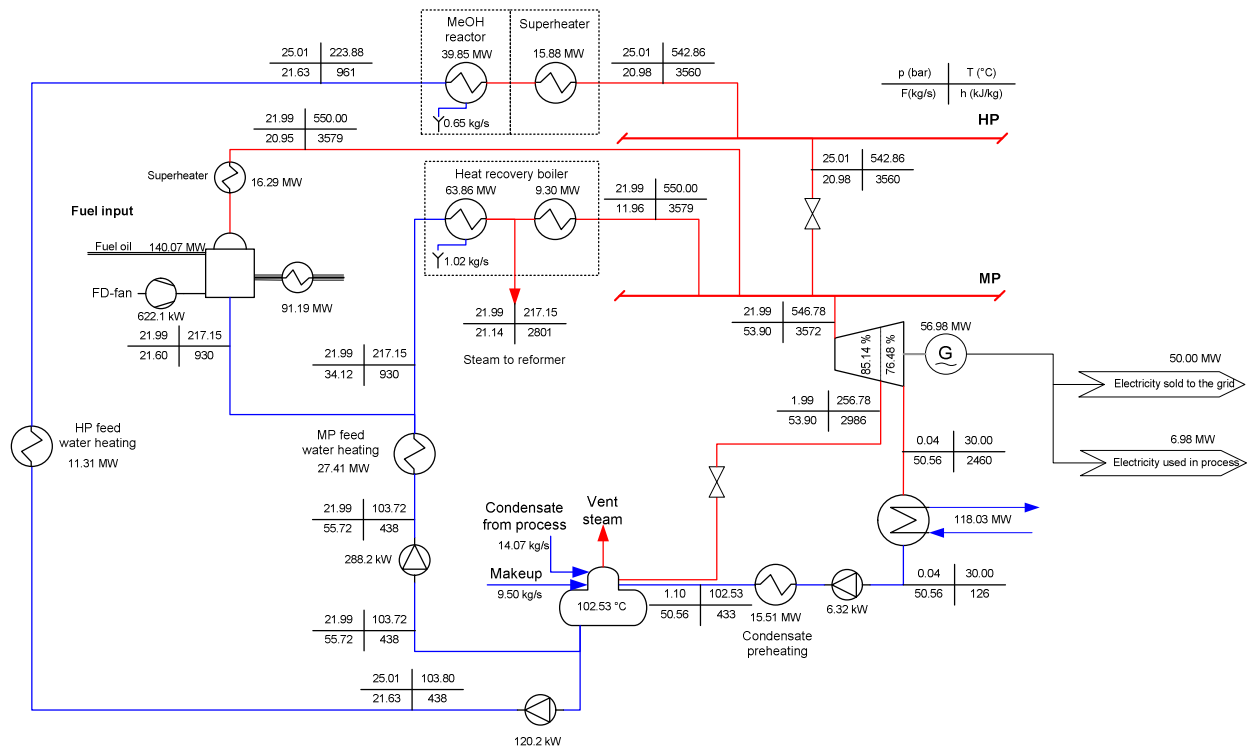 MeOH
reactor
39.85 MW
Superheater
15.88 MW
25.01 223.88
21.63 961
25.01 542.86
20.98 3560
p (bar) T (°C)
F(kg/s) h (kJ/kg)
0.65 kg/s
HP
21.99 550.00
20.95 3579
Superheater
16.29 MW
25.01 542.86
20.98 3560
Heat recovery boiler
63.86 MW
9.30 MW
21.99 550.00
11.96 3579
1.02 kg/s
Fuel input
Fuel oil 140.07 MW
FD-fan
622.1 kW
91.19 MW
MP
21.99 217.15
21.14 2801
Steam to reformer
21.99 546.78
53.90 3572
85.14 %
76.48 %
G
56.98 MW
21.99 217.15
21.60 930
21.99 217.15
34.12 930
50.00 MW
Electricity sold to the grid
1.99 256.78
53.90 2986
6.98 MW
Electricity used in process
HP feed
water heating
11.31 MW
MP feed
water heating
27.41 MW
0.04 30.00
50.56 2460
21.99 103.72
55.72 438
288.2 kW
Condensate
from process
14.07 kg/s
Vent
steam
118.03 MW
Makeup
9.50 kg/s
102.53 °C
1.10 102.53
50.56 433
15.51 MW
Condensate
preheating
6.32 kW
0.04 30.00
50.56 126
21.99 103.72
55.72 438
25.01 103.80
21.63 438
120.2 kW